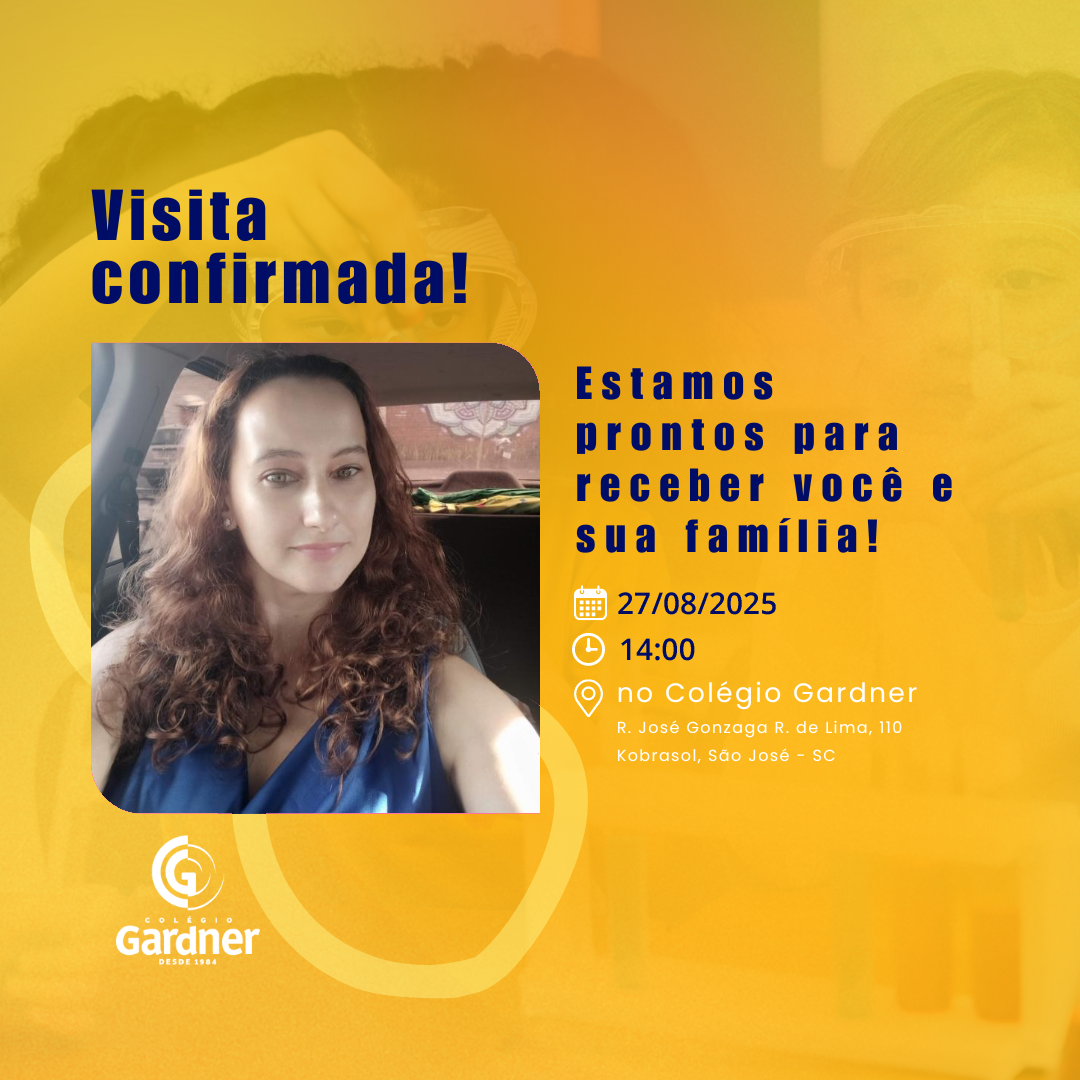 Visita
confirmada!
Estamos
prontos para
receber você e
sua família!
27/08/2025
14:00
no Colégio Gardner
R. José Gonzaga R. de Lima, 110
Kobrasol, São José - SC
G
COLÉGIO
Gardner
DESDE 1984